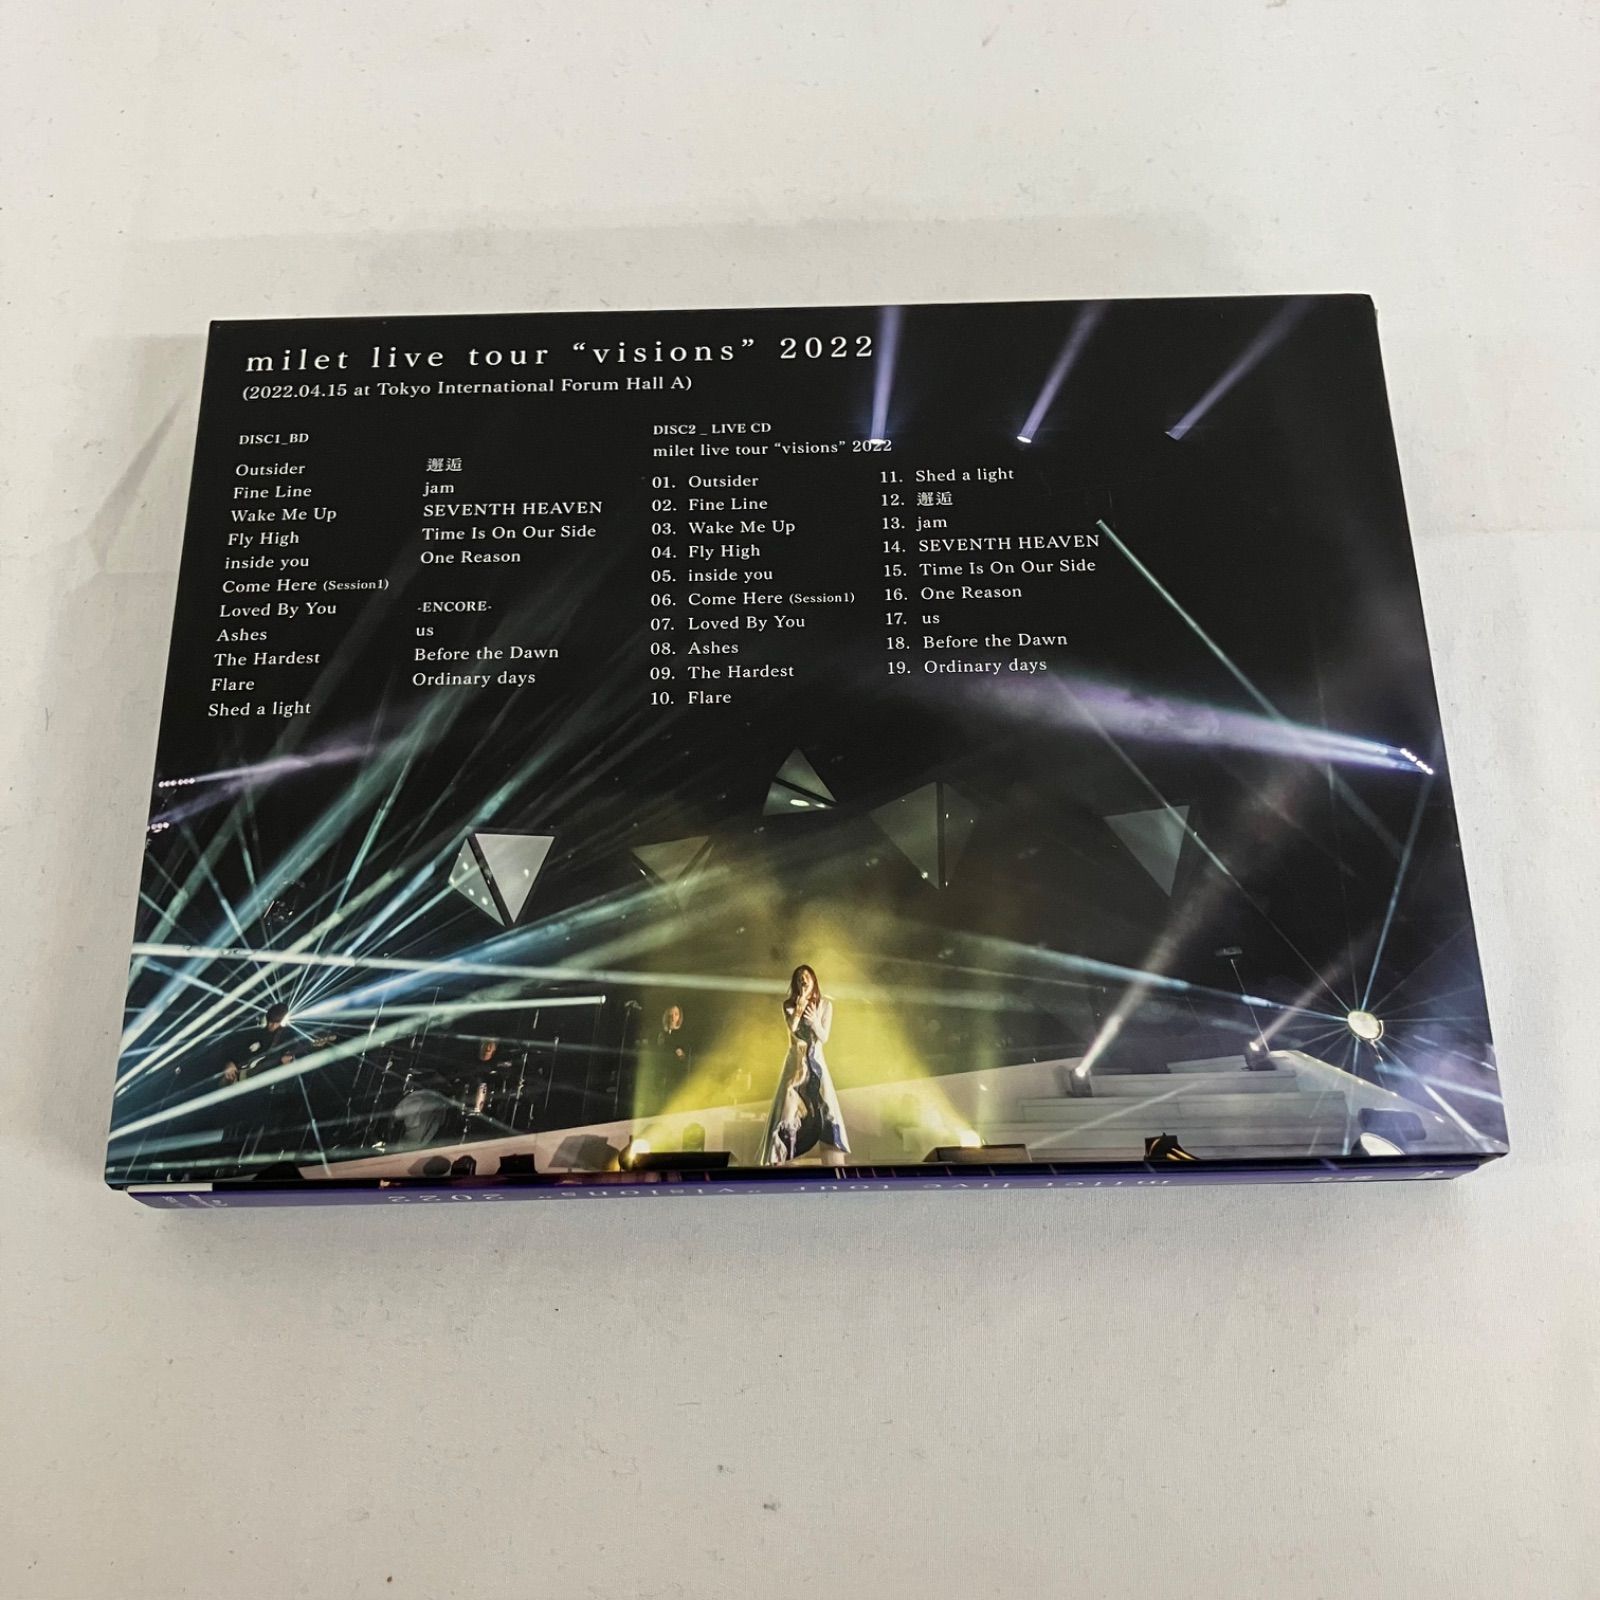 milet live tour “visions” 2022
(2022.04.15 at Tokyo International Forum Hall A)
DISC1_BD
Outsider
Fine Line
Wake Me Up
Fly High
inside you
Come Here (Session1)
Loved By You
Ashes
The Hardest
Flare
Shed a light
邂逅
jam
SEVENTH HEAVEN
Time Is On Our Side
One Reason
-ENCORE-
us
Before the Dawn
Ordinary days
DISC2 _ LIVE CD
milet live tour “visions” 2022
01. Outsider
02. Fine Line
03. Wake Me Up
04. Fly High
05. inside you
06. Come Here (Session1)
07. Loved By You
08. Ashes
09. The Hardest
10. Flare
11. Shed a light
12. 邂逅
13. jam
14. SEVENTH HEAVEN
15. Time Is On Our Side
16. One Reason
17. us
18. Before the Dawn
19. Ordinary days
milet live tour “visions” 2022